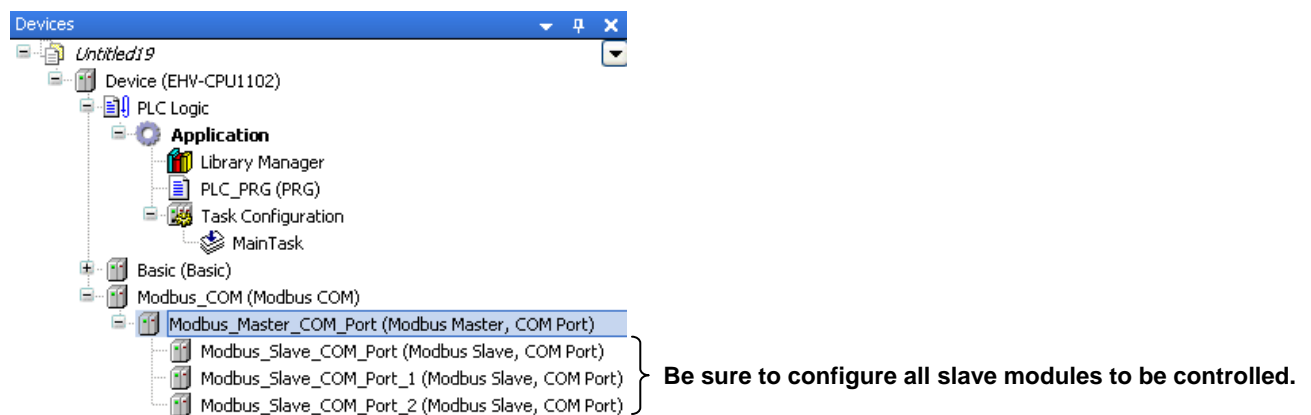 Devices
Untitled19
Device (EHV-CPU1102)
PLC Logic
Application
Library Manager
PLC_PRG (PRG)
Task Configuration
MainTask
Basic (Basic)
Modbus_COM (Modbus COM)
Modbus_Master_COM_Port (Modbus Master, COM Port)
Modbus_Slave_COM_Port (Modbus Slave, COM Port)
Modbus_Slave_COM_Port_1 (Modbus Slave, COM Port)
Be sure to configure all slave modules to be controlled.
Modbus_Slave_COM_Port_2 (Modbus Slave, COM Port)